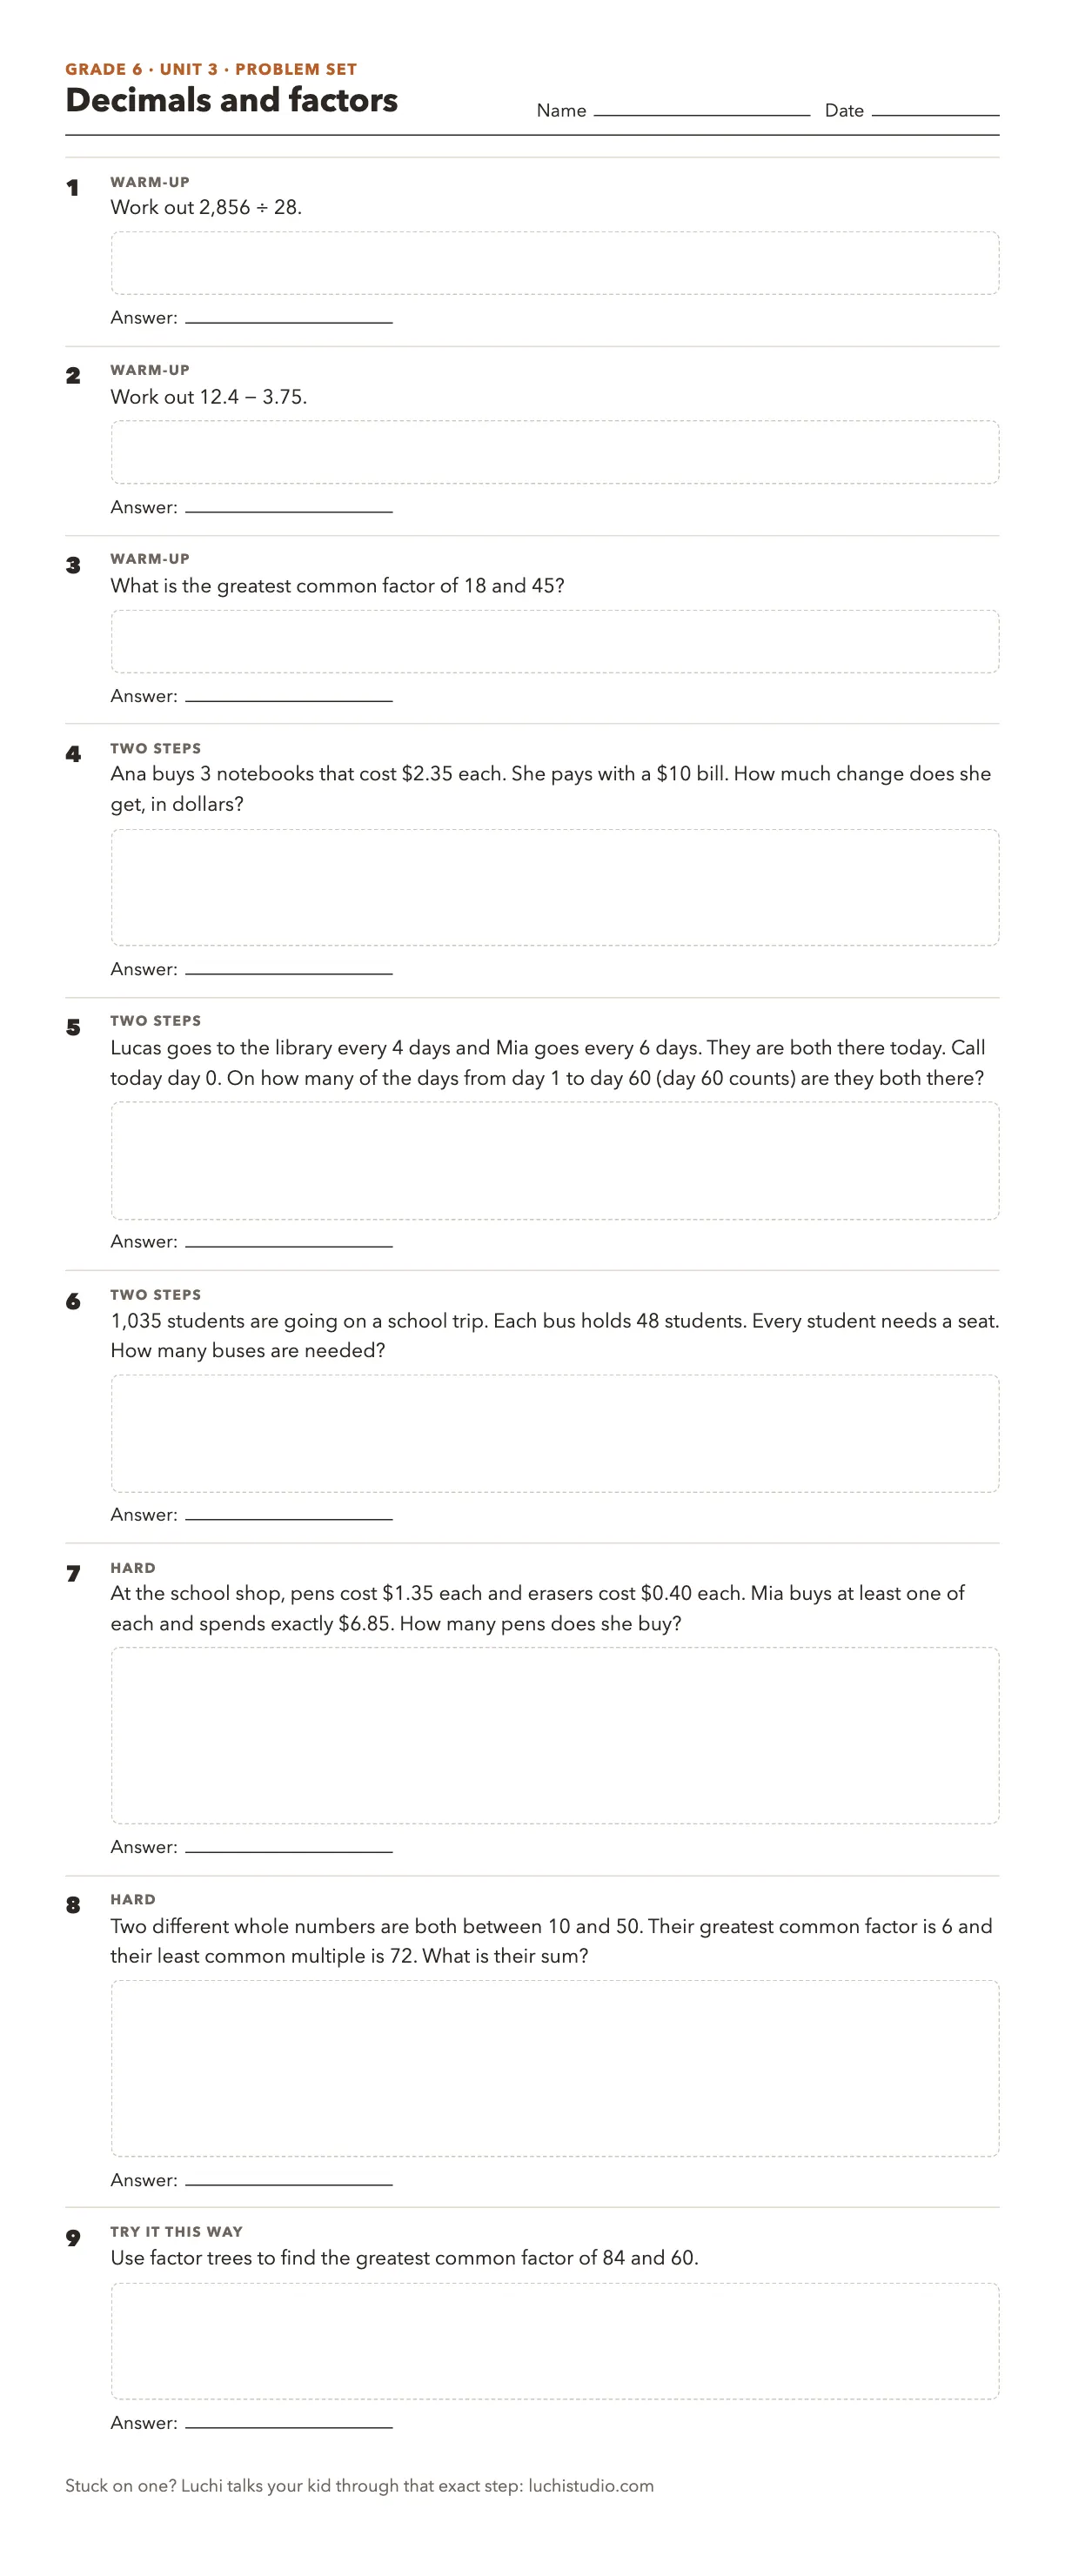 GRADE 6 · UNIT 3 · PROBLEM SET
Decimals and factors
Name Date
1
WARM-UP
Work out 2,856 ÷ 28.
Answer:
2
WARM-UP
Work out 12.4 − 3.75.
Answer:
3
WARM-UP
What is the greatest common factor of 18 and 45?
Answer:
4
TWO STEPS
Ana buys 3 notebooks that cost $2.35 each. She pays with a $10 bill. How much change does she
get, in dollars?
Answer:
5
TWO STEPS
Lucas goes to the library every 4 days and Mia goes every 6 days. They are both there today. Call
today day 0. On how many of the days from day 1 to day 60 (day 60 counts) are they both there?
Answer:
6
TWO STEPS
1,035 students are going on a school trip. Each bus holds 48 students. Every student needs a seat.
How many buses are needed?
Answer:
7
HARD
At the school shop, pens cost $1.35 each and erasers cost $0.40 each. Mia buys at least one of
each and spends exactly $6.85. How many pens does she buy?
Answer:
8
HARD
Two different whole numbers are both between 10 and 50. Their greatest common factor is 6 and
their least common multiple is 72. What is their sum?
Answer:
9
TRY IT THIS WAY
Use factor trees to find the greatest common factor of 84 and 60.
Answer:
Stuck on one? Luchi talks your kid through that exact step: luchistudio.com